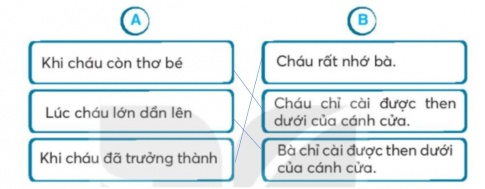 A
B
Khi cháu còn thơ bé
Cháu rất nhớ bà.
Lúc cháu lớn dần lên
Cháu chỉ cài được then
dưới của cánh cửa.
Khi cháu đã trưởng thành
Bà chỉ cài được then dưới
của cánh cửa.